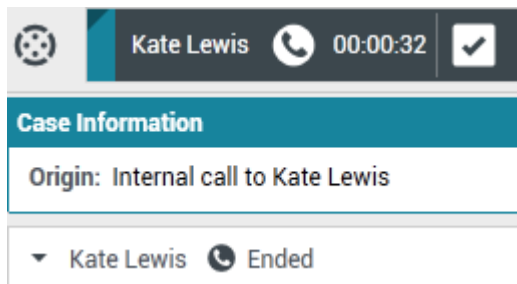 Kate Lewis 00:00:32
Case Information
Origin: Internal call to Kate Lewis
Kate Lewis Ended